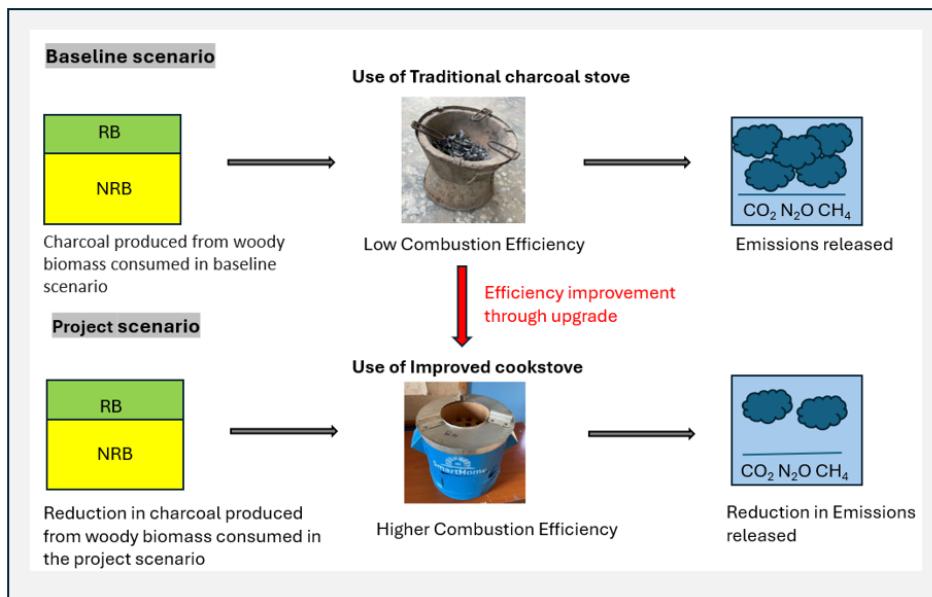 Baseline scenario
Use of Traditional charcoal stove
RB
NRB
CO₂ N₂O CH₄
Charcoal produced from woody
biomass consumed in baseline
scenario
Low Combustion Efficiency
Emissions released
Efficiency improvement
through upgrade
Project scenario
Use of Improved cookstove
RB
NRB
SmartHome
CO₂ N₂O CH₄
Reduction in charcoal produced
from woody biomass consumed in
the project scenario
Higher Combustion Efficiency
Reduction in Emissions
released